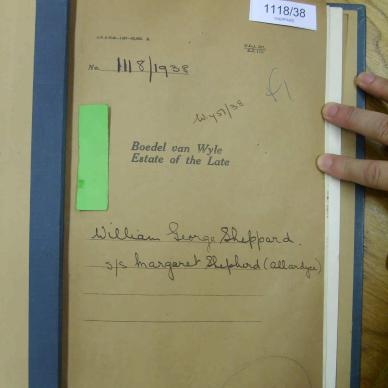 1118/38
No. 1118/1938
Wyst/38
Boedel van Wyle
Estate of the Late
William George Sheppard.
s/s Margaret Shepherd (Allardyce)